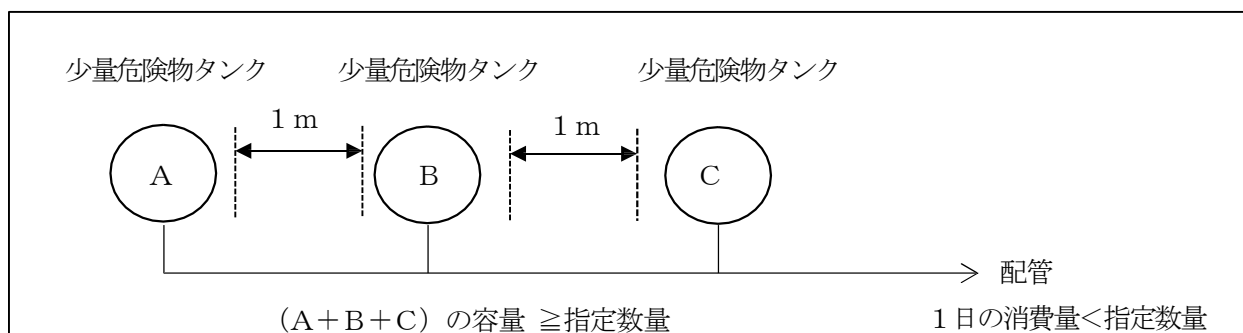 少量危険物タンク 少量危険物タンク 少量危険物タンク
1ｍ 1ｍ
Ａ Ｂ Ｃ
配管
（Ａ＋Ｂ＋Ｃ）の容量 ≧指定数量 １日の消費量＜指定数量